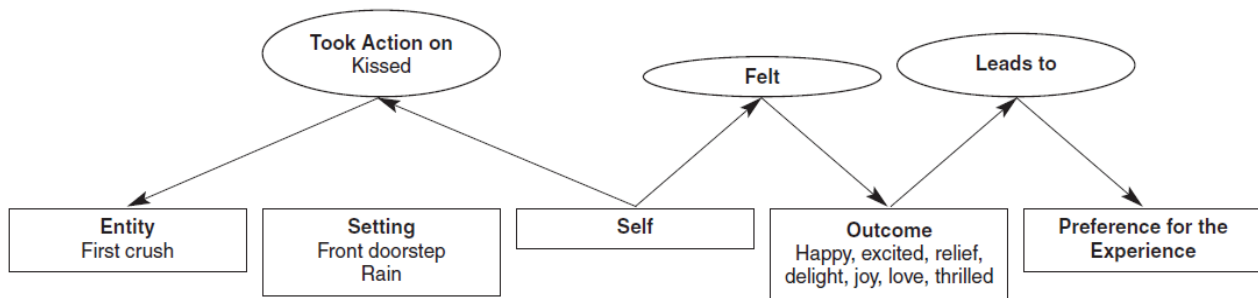 Took Action on
Kissed
Felt
Leads to
Entity
First crush
Setting
Front doorstep
Rain
Self
Outcome
Happy, excited, relief,
delight, joy, love, thrilled
Preference for the
Experience